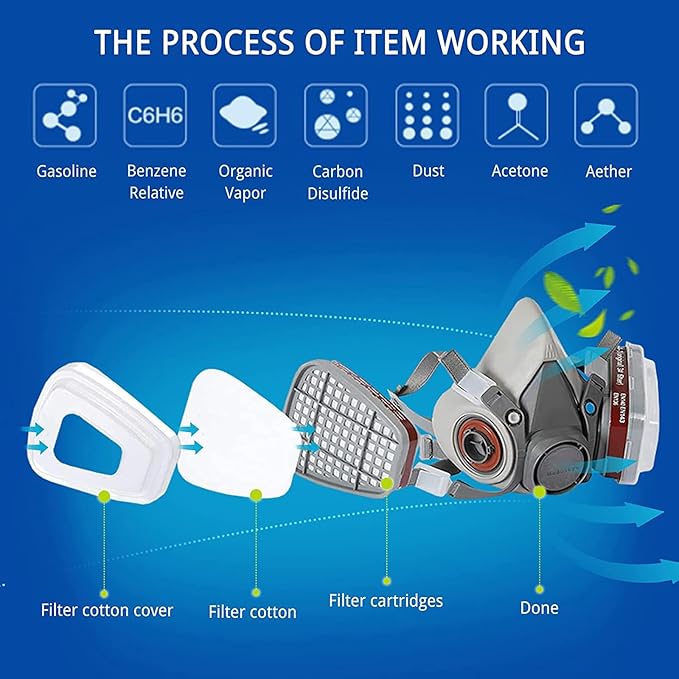 THE PROCESS OF ITEM WORKING
C6H6
Gasoline
Benzene
Relative
Organic
Vapor
Carbon
Disulfide
Dust
Acetone
Aether
Filter cotton cover
Filter cotton
Filter cartridges
Done